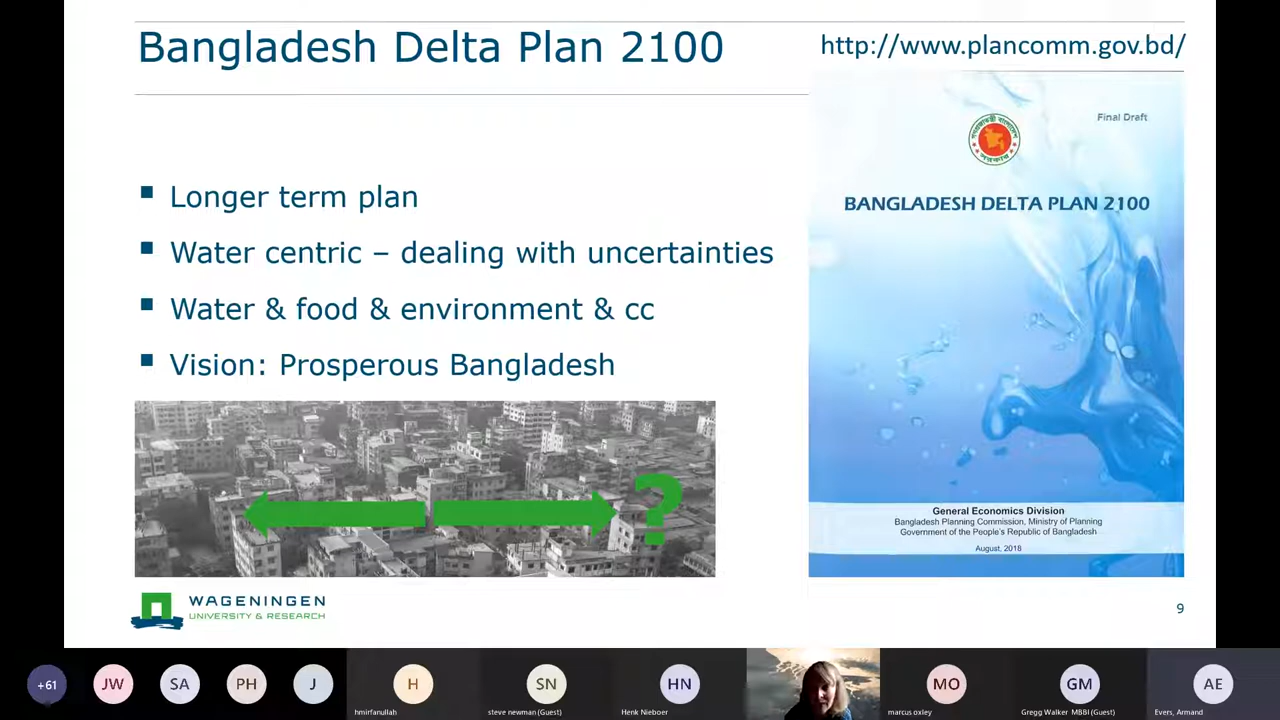 Bangladesh Delta Plan 2100
http://www.plancomm.gov.bd/
Longer term plan
Water centric – dealing with uncertainties
Water & food & environment & cc
Vision: Prosperous Bangladesh
?
Final Draft
BANGLADESH DELTA PLAN 2100
General Economics Division
Bangladesh Planning Commission, Ministry of Planning
Government of the People's Republic of Bangladesh
August, 2018
WAGENINGEN
UNIVERSITY & RESEARCH
9
+61
JW
SA
PH
J
H
hmirfanullah
SN
steve newman (Guest)
HN
Henk Nieboer
MO
marcus oxley
GM
Gregg Walker MBBI (Guest)
AE
Evers, Armand